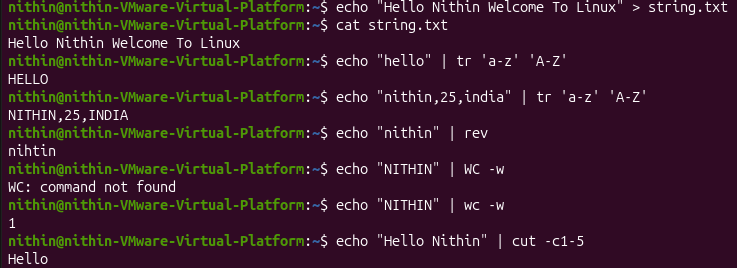 nithin@nithin-VMware-Virtual-Platform:~$ echo "Hello Nithin Welcome To Linux" > string.txt
nithin@nithin-VMware-Virtual-Platform:~$ cat string.txt
Hello Nithin Welcome To Linux
nithin@nithin-VMware-Virtual-Platform:~$ echo "hello" | tr 'a-z' 'A-Z'
HELLO
nithin@nithin-VMware-Virtual-Platform:~$ echo "nithin,25,india" | tr 'a-z' 'A-Z'
NITHIN,25,INDIA
nithin@nithin-VMware-Virtual-Platform:~$ echo "nithin" | rev
nihtin
nithin@nithin-VMware-Virtual-Platform:~$ echo "NITHIN" | WC -w
WC: command not found
nithin@nithin-VMware-Virtual-Platform:~$ echo "NITHIN" | wc -w
1
nithin@nithin-VMware-Virtual-Platform:~$ echo "Hello Nithin" | cut -c1-5
Hello